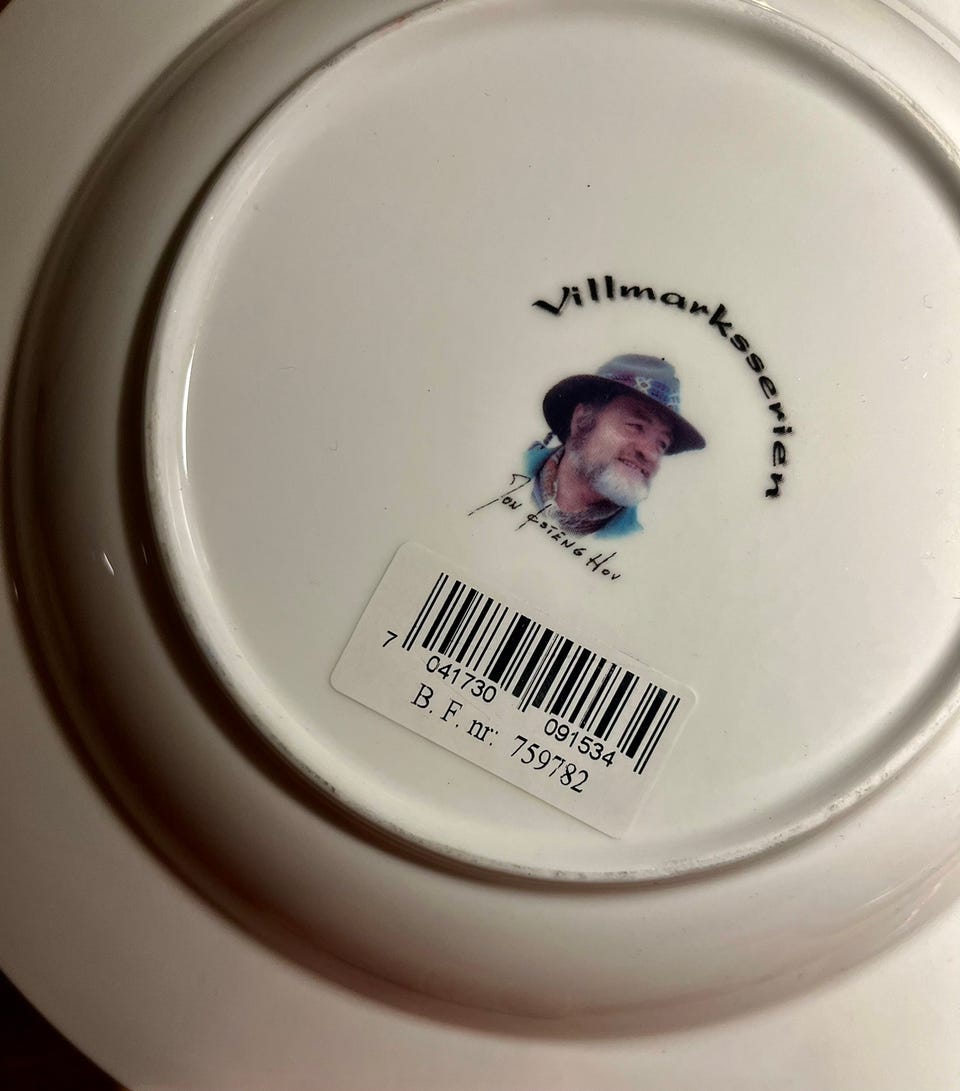 Villmarksserien
Jon Østeng Hov
7 041730 091534
B. F. nr: 759782